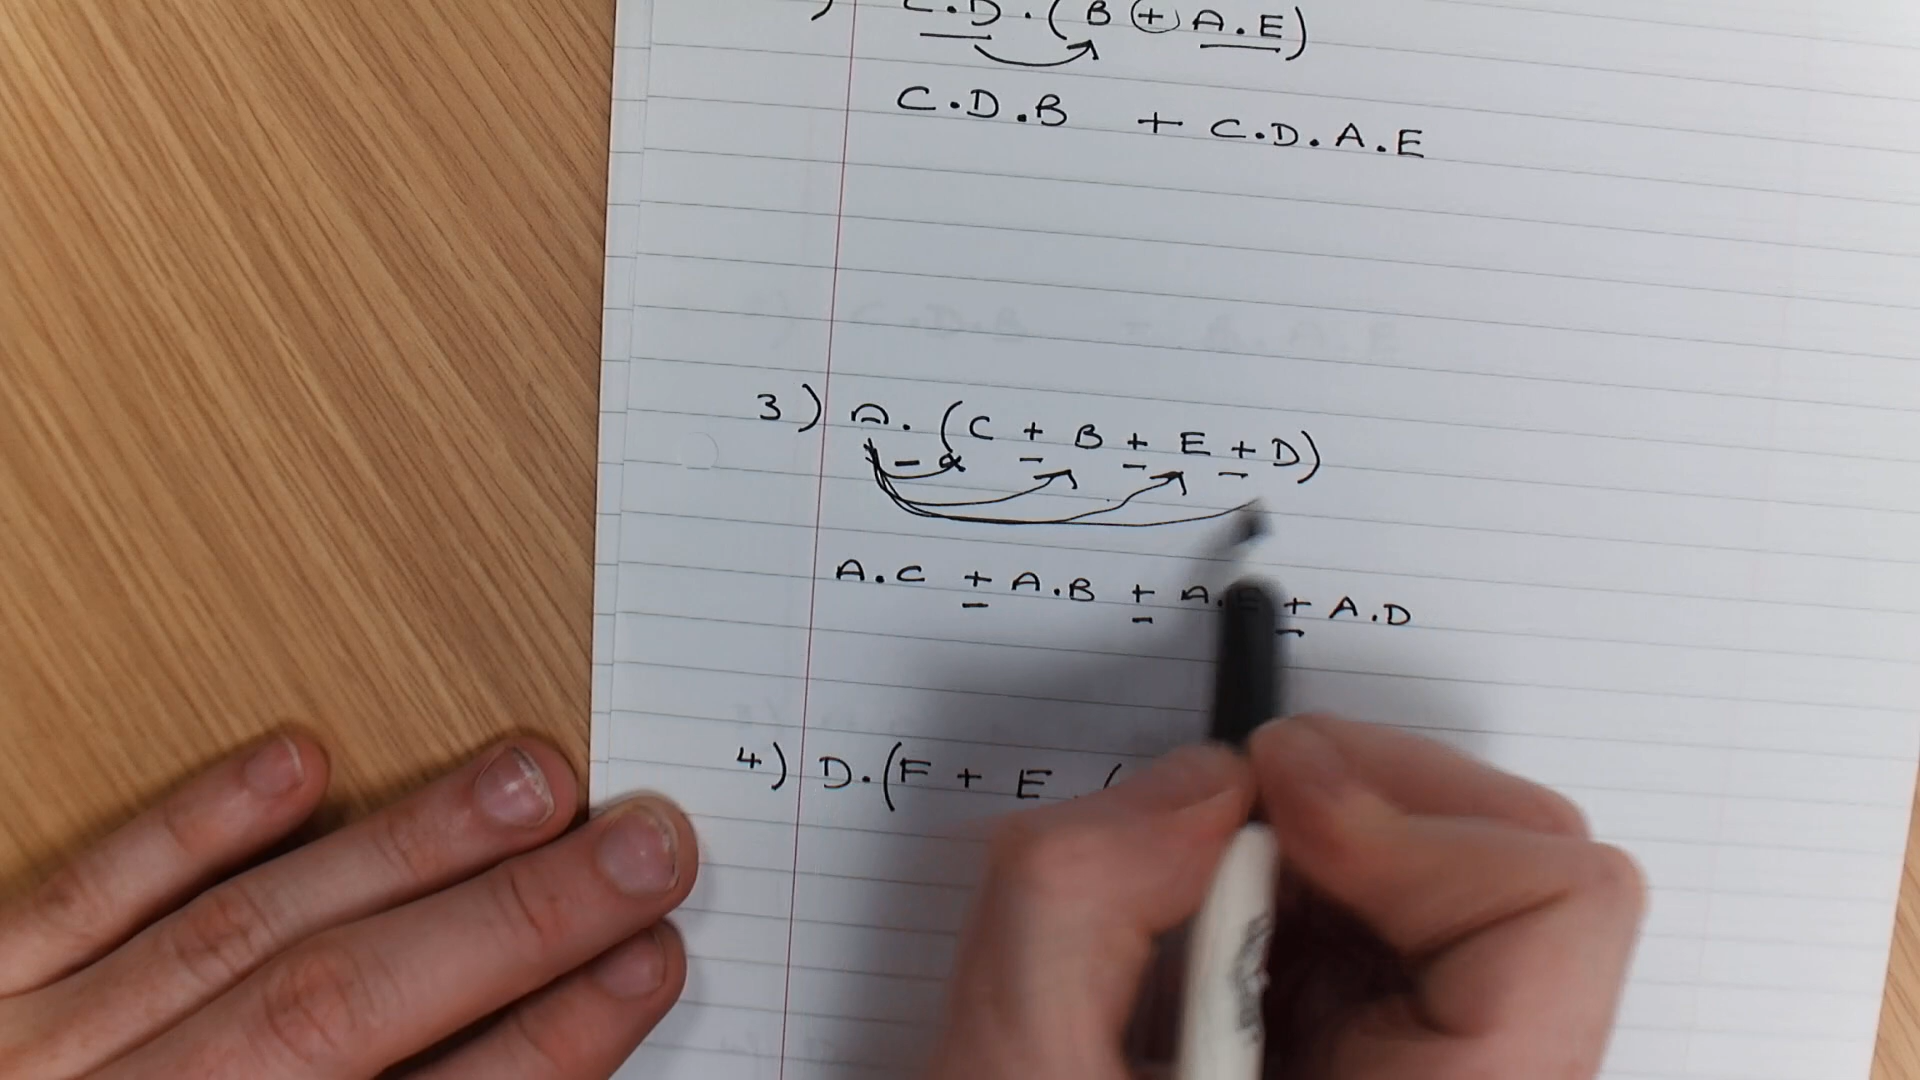 C.D.(B + A.E)
C.D.B + C.D.A.E
3) A.(C + B + E + D)
A.C + A.B + A.E + A.D
4) D.(F + E . (